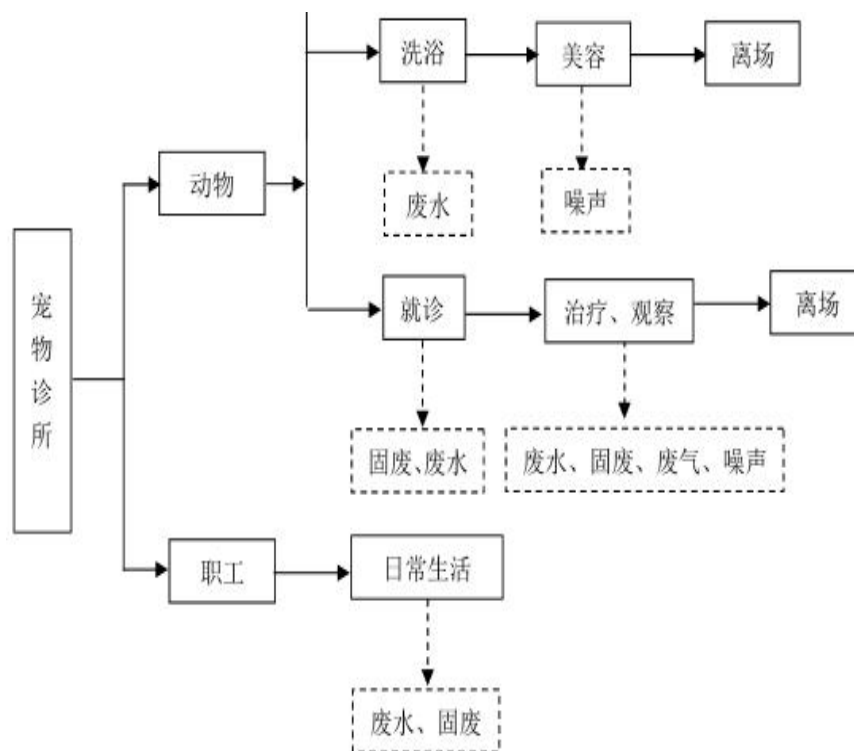 洗浴
美容
离场
动物
废水
噪声
宠物诊所
就诊
治疗、观察
离场
固废、废水
废水、固废、废气、噪声
职工
日常生活
废水、固废